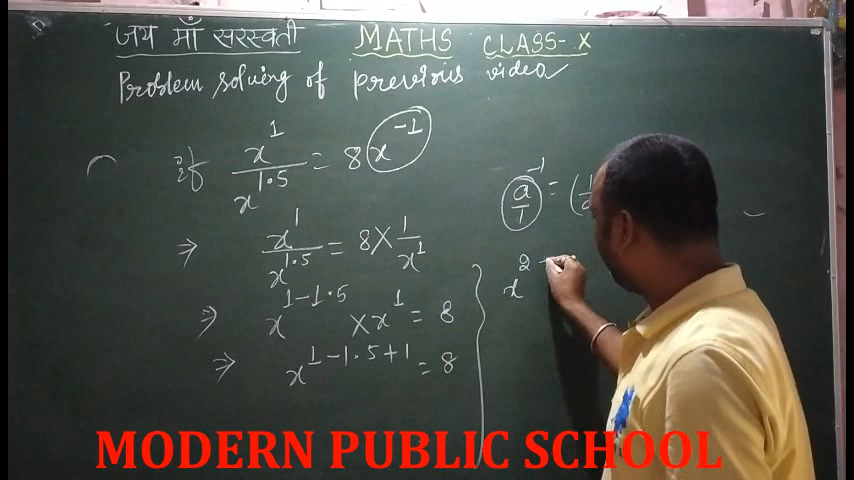 जय माँ सरस्वती MATHS CLASS-X
Problem solving of previous video
If x^1/x^1.5 = 8x^-1
⇒ x^1/x^1.5 = 8 × 1/x^1
⇒ x^1-1.5 × x^1 = 8
⇒ x^1-1.5+1 = 8
(a/1)^-1 = (1/
x^2 -
MODERN PUBLIC SCHOOL